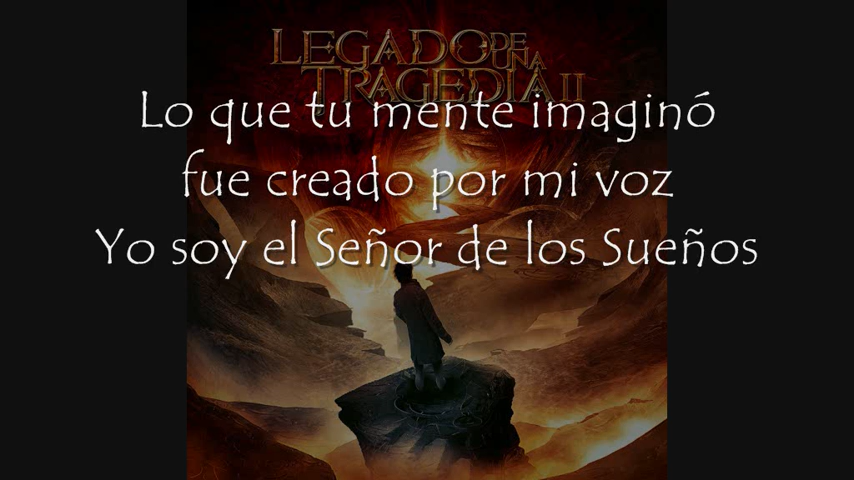 LEGADO DE UNA
TRAGEDIA II
Lo que tu mente imaginó
fue creado por mi voz
Yo soy el Señor de los Sueños